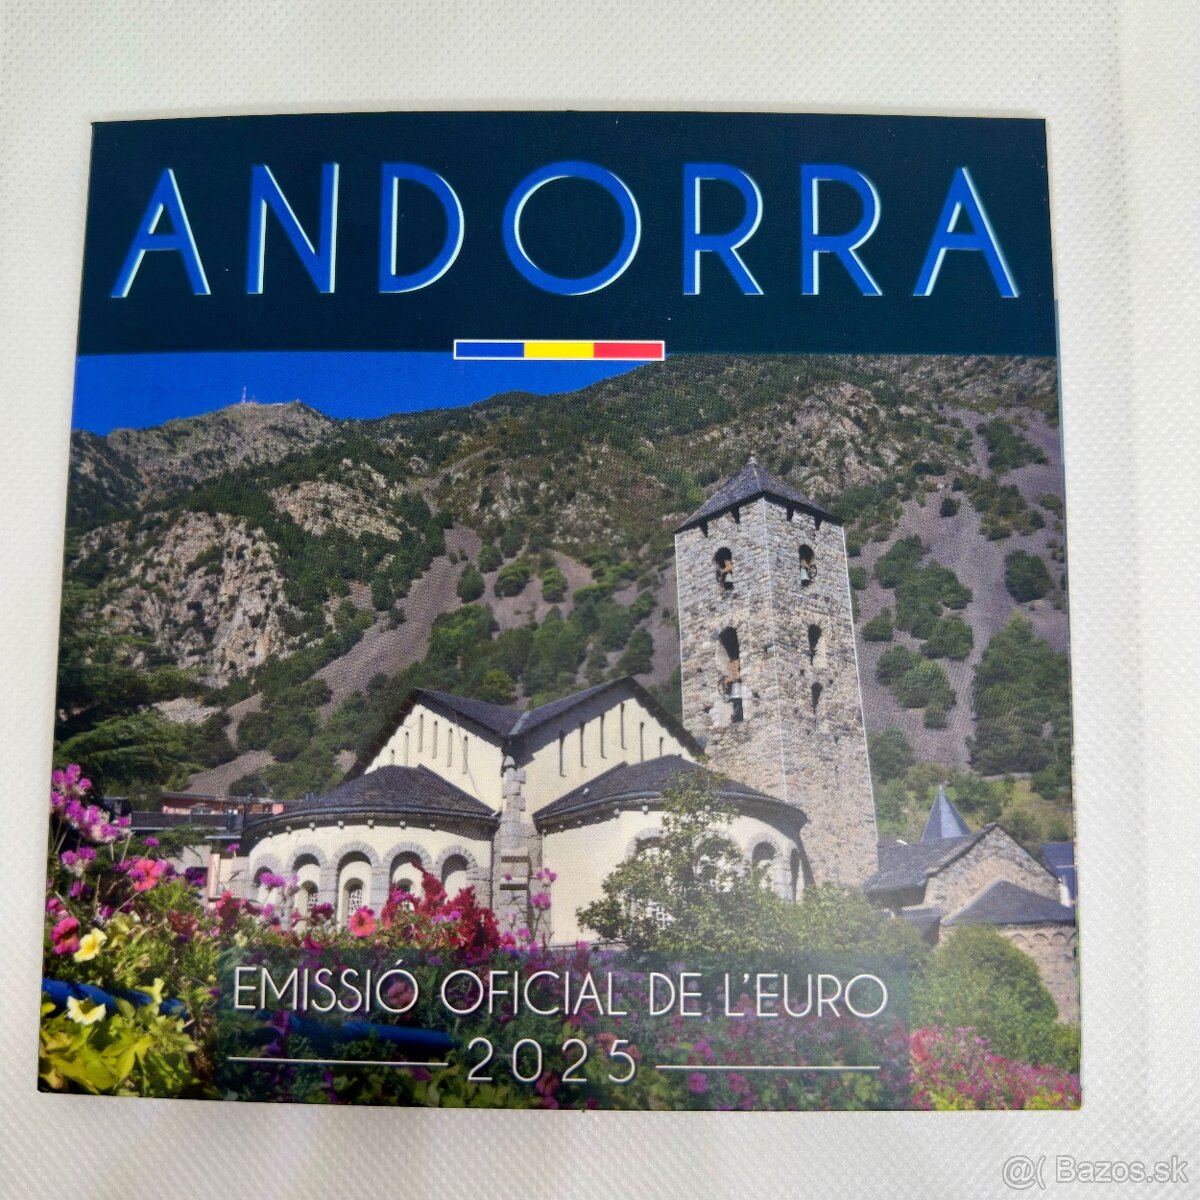 ANDORRA
EMISSIÓ OFICIAL DE L'EURO
2025
@( Bazos.sk